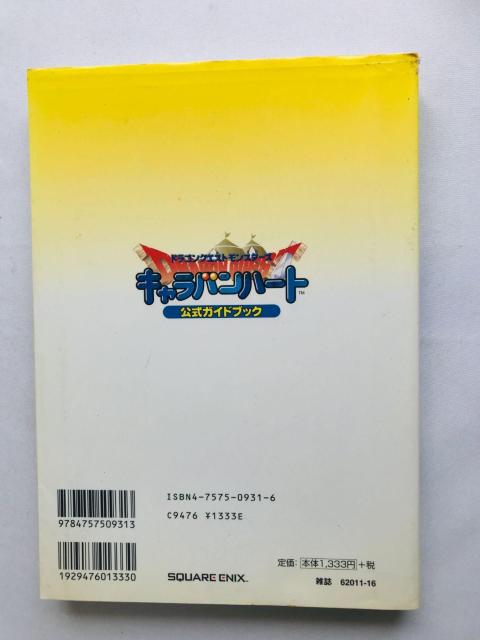 ドラゴンクエストモンスターズ
キャラバンハート™
公式ガイドブック
ISBN4-7575-0931-6
C9476 ¥1333E
9784757509313
1929476013330
SQUARE ENIX.
定価：本体1,333円+税
雑誌 62011-16